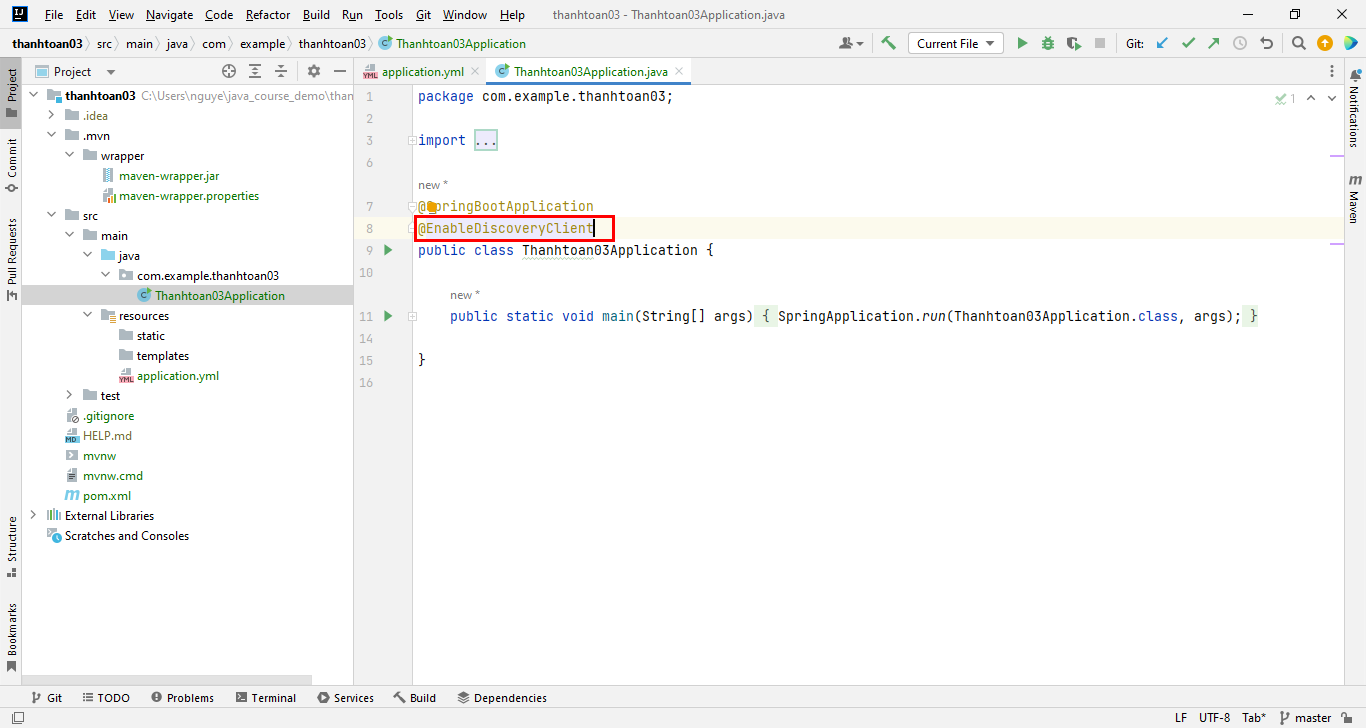 File Edit View Navigate Code Refactor Build Run Tools Git Window Help thanhtoan03 - Thanhtoan03Application.java
thanhtoan03 src main java com example thanhtoan03 Thanhtoan03Application Current File Git:
Project
application.yml Thanhtoan03Application.java
Project
Commit
Pull Requests
Structure
Bookmarks
thanhtoan03 C:\Users\nguye\java_course_demo\than
.idea
.mvn
wrapper
maven-wrapper.jar
maven-wrapper.properties
src
main
java
com.example.thanhtoan03
Thanhtoan03Application
resources
static
templates
application.yml
test
.gitignore
HELP.md
mvnw
mvnw.cmd
pom.xml
External Libraries
Scratches and Consoles
1 package com.example.thanhtoan03;
2
3 import ...
6
new *
7 @SpringBootApplication
8 @EnableDiscoveryClient
9 public class Thanhtoan03Application {
10
new *
11 public static void main(String[] args) { SpringApplication.run(Thanhtoan03Application.class, args); }
14
15 }
16
1
Notifications
Maven
Git TODO Problems Terminal Services Build Dependencies
LF UTF-8 Tab* master